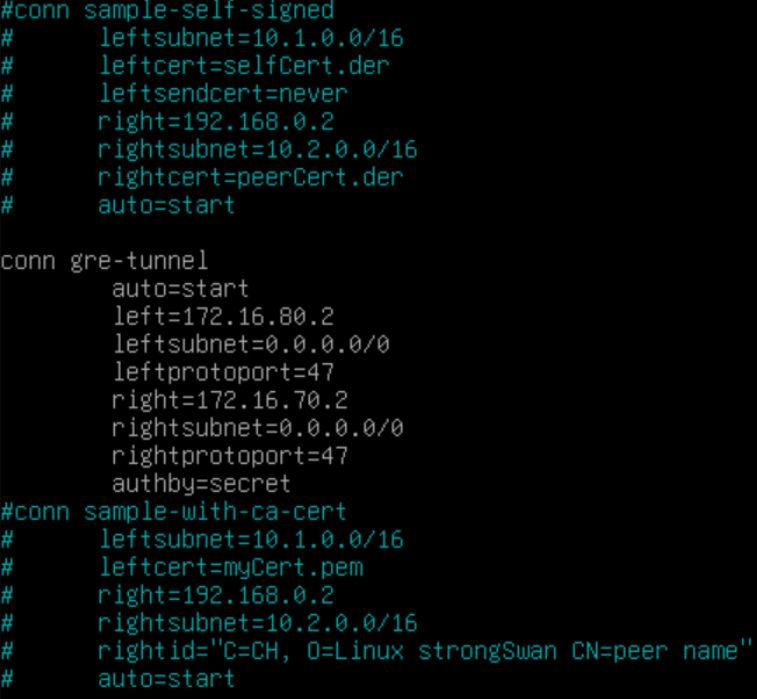 #conn sample-self-signed
#      leftsubnet=10.1.0.0/16
#      leftcert=selfCert.der
#      leftsendcert=never
#      right=192.168.0.2
#      rightsubnet=10.2.0.0/16
#      rightcert=peerCert.der
#      auto=start

conn gre-tunnel
        auto=start
        left=172.16.80.2
        leftsubnet=0.0.0.0/0
        leftprotoport=47
        right=172.16.70.2
        rightsubnet=0.0.0.0/0
        rightprotoport=47
        authby=secret
#conn sample-with-ca-cert
#      leftsubnet=10.1.0.0/16
#      leftcert=myCert.pem
#      right=192.168.0.2
#      rightsubnet=10.2.0.0/16
#      rightid="C=CH, O=Linux strongSwan CN=peer name"
#      auto=start